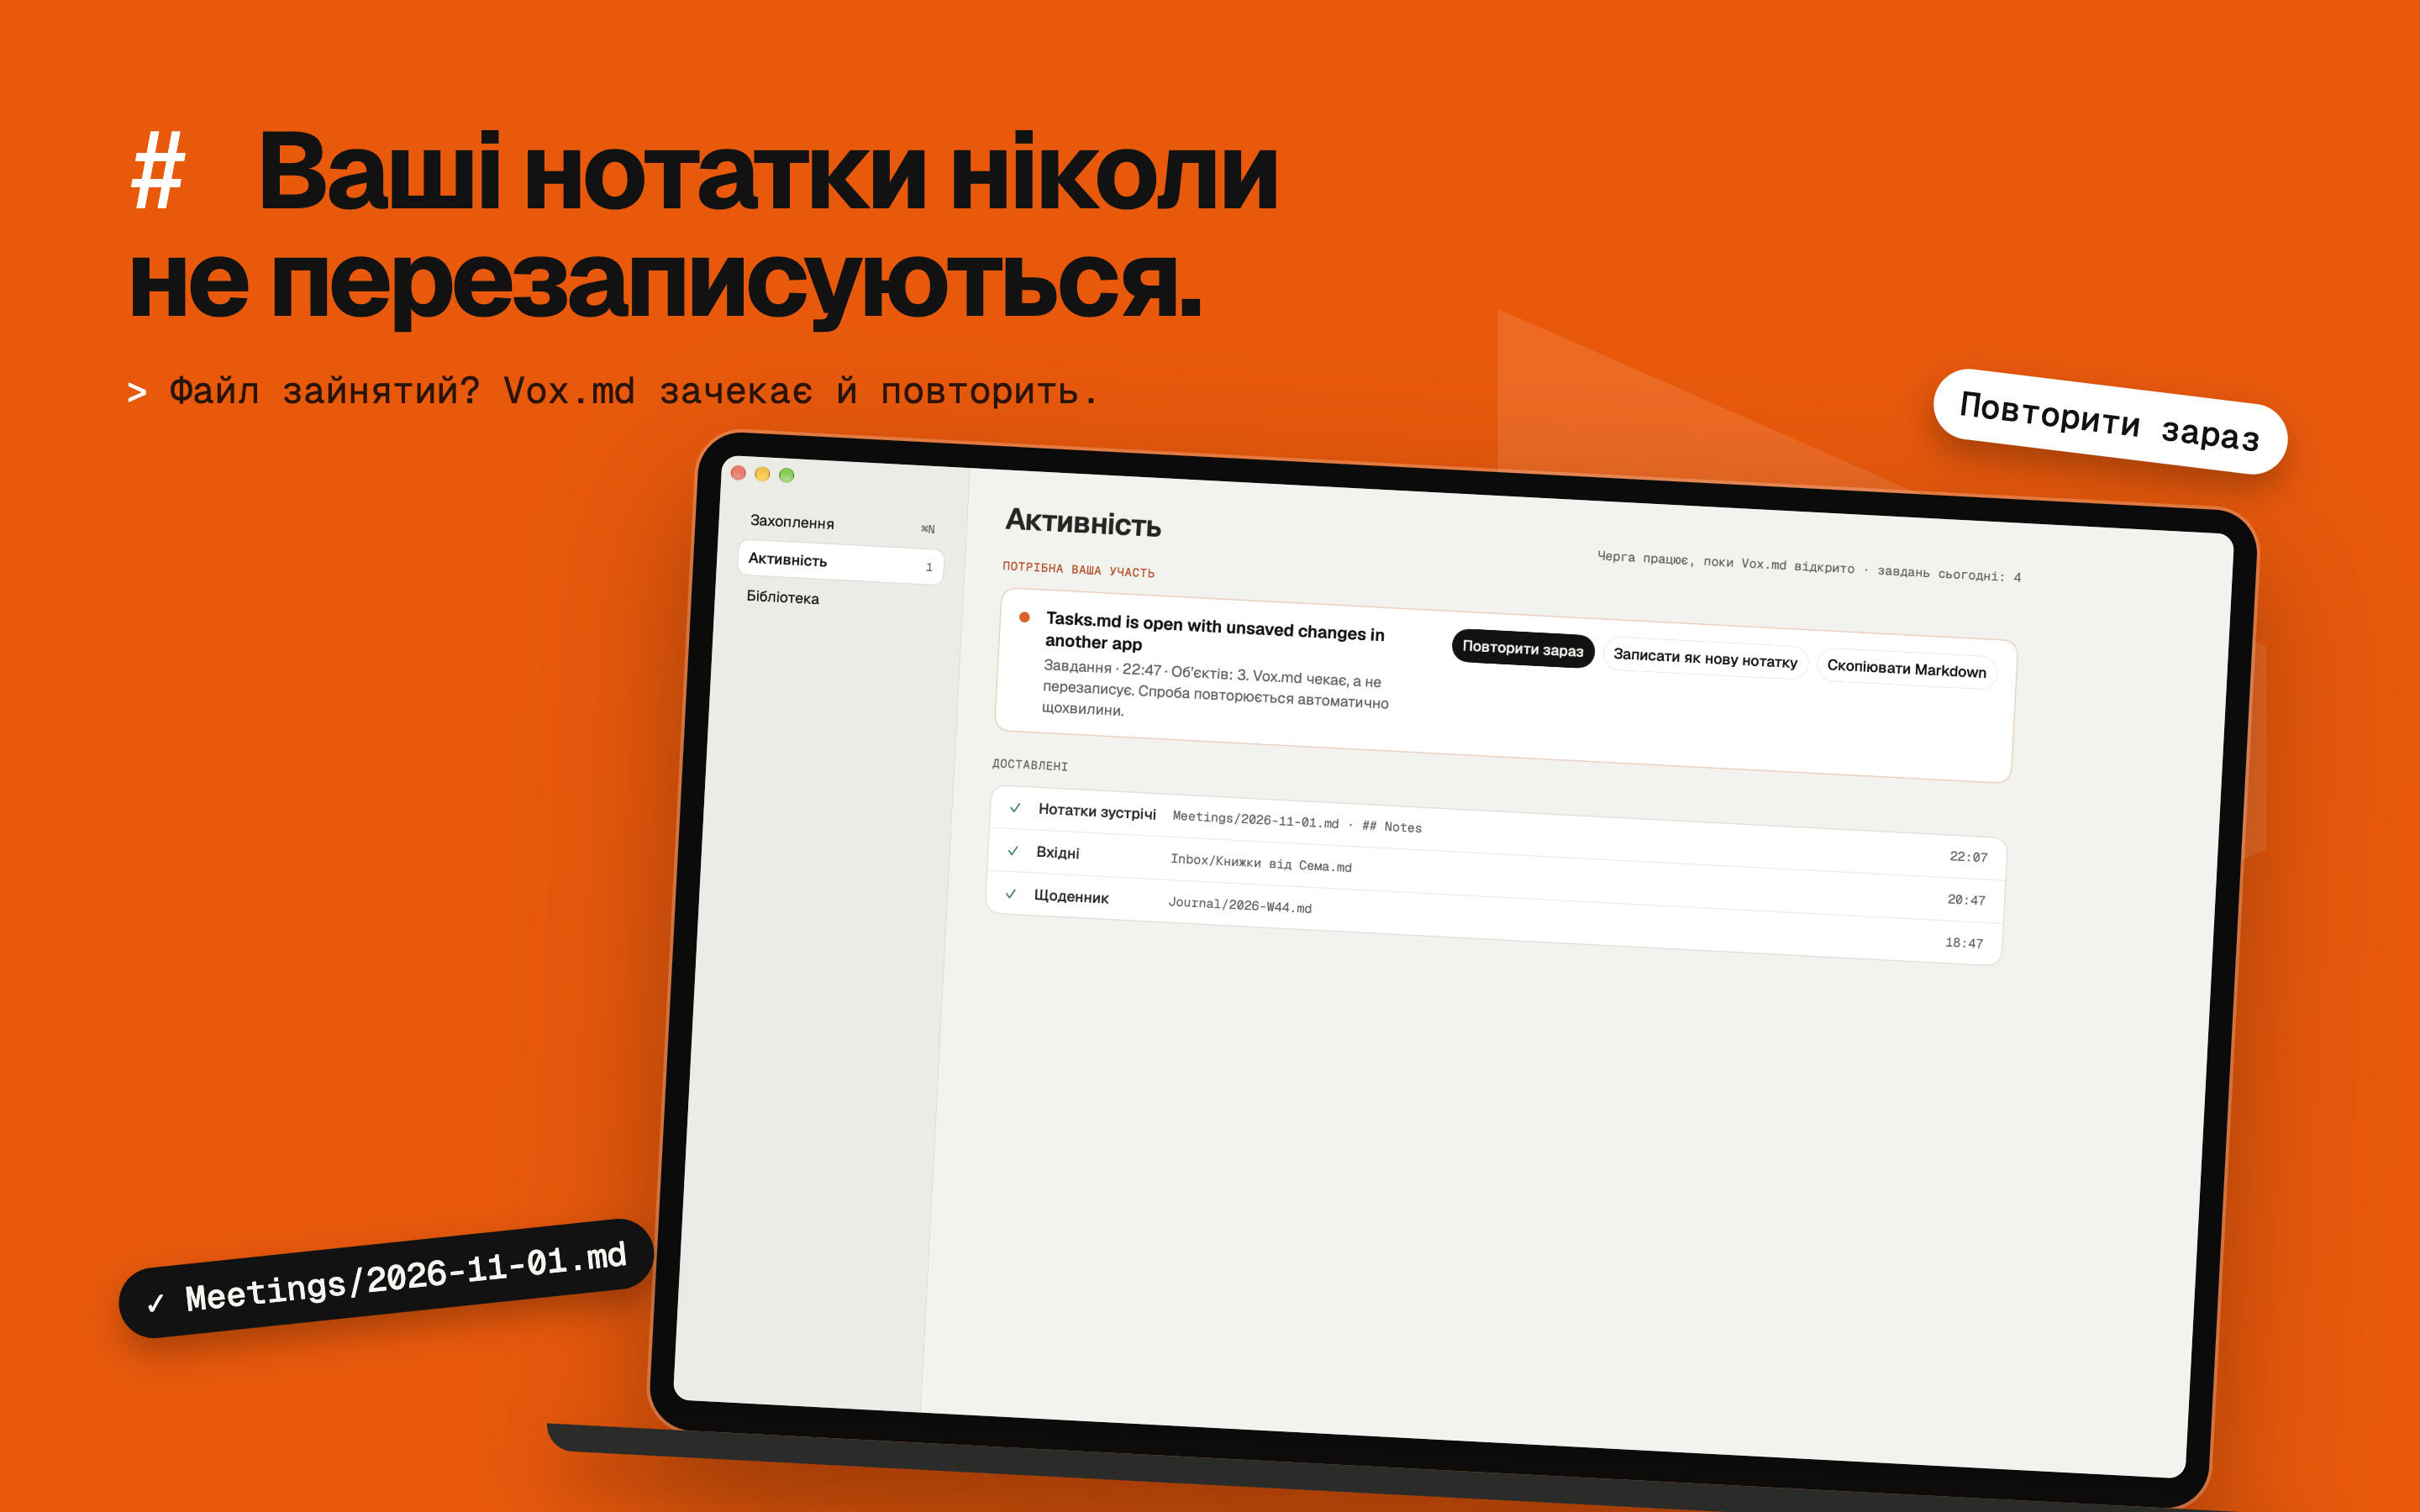 # Ваші нотатки ніколи
не перезаписуються.
> Файл зайнятий? Vox.md зачекає й повторить.
Повторити зараз
Захоплення ⌘N
Активність 1
Бібліотека
Активність
Черга працює, поки Vox.md відкрито · завдань сьогодні: 4
ПОТРІБНА ВАША УЧАСТЬ
Tasks.md is open with unsaved changes in
another app
Завдання · 22:47 · Об’єктів: 3. Vox.md чекає, а не
перезаписує. Спроба повторюється автоматично
щохвилини.
Повторити зараз
Записати як нову нотатку
Скопіювати Markdown
ДОСТАВЛЕНІ
✓ Нотатки зустрічі Meetings/2026-11-01.md · ## Notes 22:07
✓ Вхідні Inbox/Книжки від Сема.md 20:47
✓ Щоденник Journal/2026-W44.md 18:47
✓ Meetings/2026-11-01.md